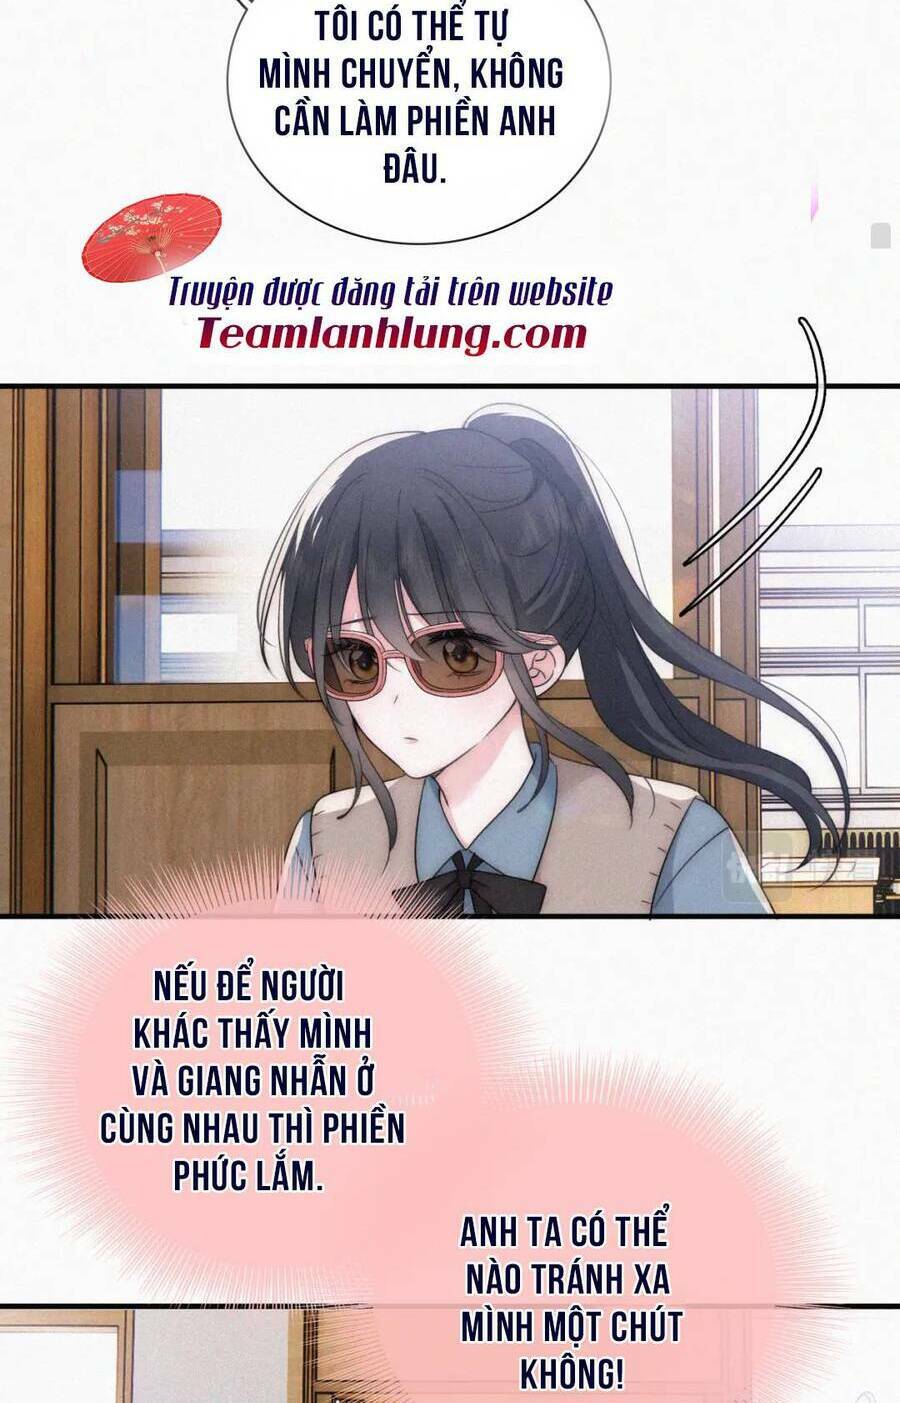 TÔI CÓ THỂ TỰ
MÌNH CHUYỂN, KHÔNG
CẦN LÀM PHIỀN ANH
ĐÂU.
Truyện được đăng tải trên website
Teamlanhlung.com
NẾU ĐỂ NGƯỜI
KHÁC THẤY MÌNH
VÀ GIANG NHẪN Ở
CÙNG NHAU THÌ PHIỀN
PHỨC LẮM.
ANH TA CÓ THỂ
NÀO TRÁNH XA
MÌNH MỘT CHÚT
KHÔNG!